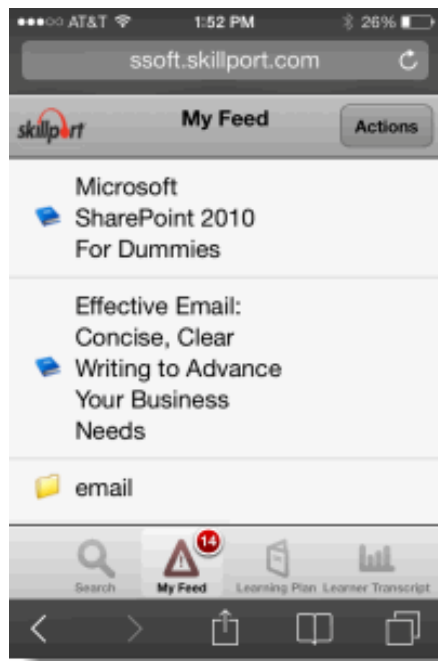 AT&T 1:52 PM 26%
ssoft.skillport.com
skillport My Feed Actions
Microsoft
SharePoint 2010
For Dummies
Effective Email:
Concise, Clear
Writing to Advance
Your Business
Needs
email
14
Search My Feed Learning Plan Learner Transcript